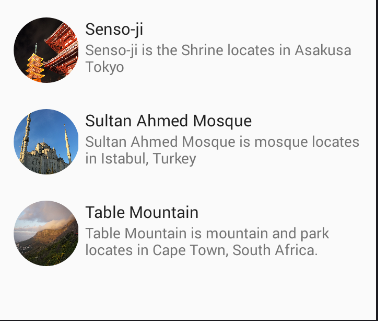 Senso-ji
Senso-ji is the Shrine locates in Asakusa
Tokyo
Sultan Ahmed Mosque
Sultan Ahmed Mosque is mosque locates
in Istabul, Turkey
Table Mountain
Table Mountain is mountain and park
locates in Cape Town, South Africa.